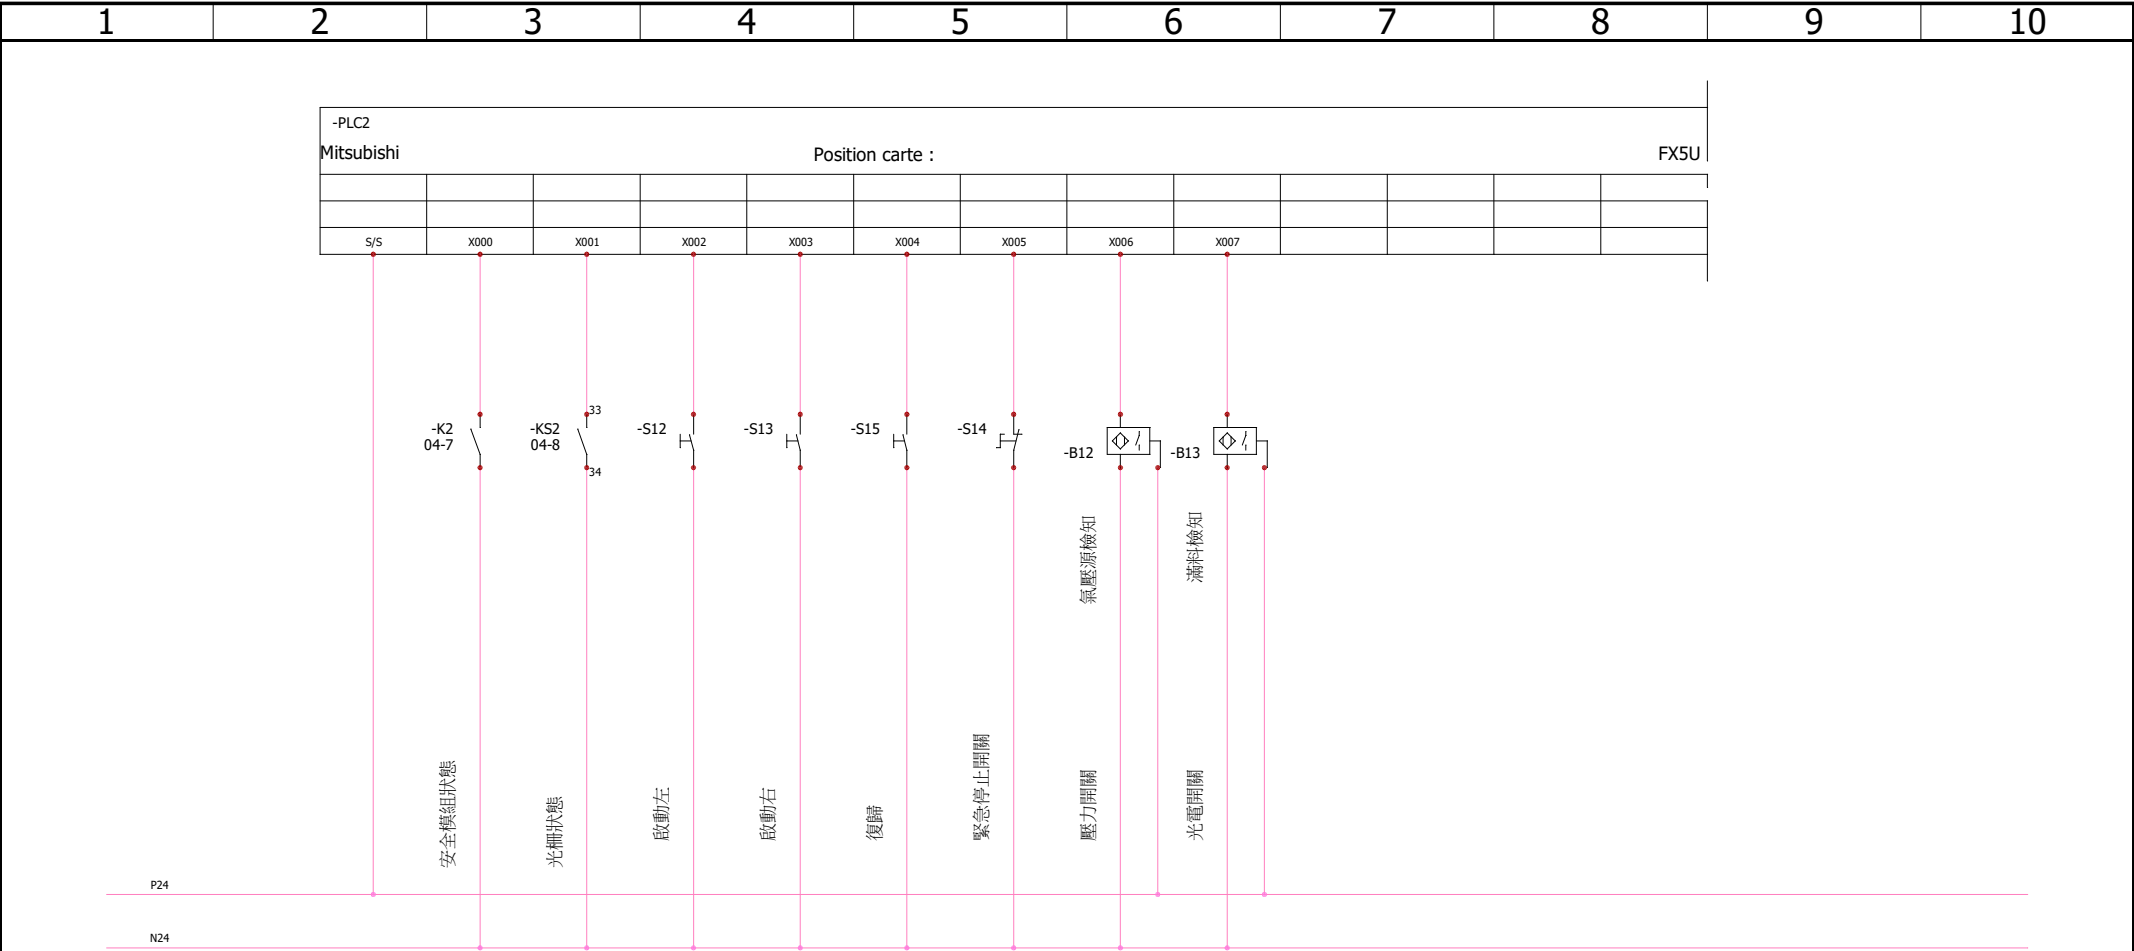 1 2 3 4 5 6 7 8 9 10
-PLC2
Mitsubishi Position carte : FX5U
S/S X000 X001 X002 X003 X004 X005 X006 X007
33
-K2
04-7
-KS2
04-8
-S12
-S13
-S15
-S14
-B12
-B13
34
氣壓源檢知
滿料檢知
安全模組狀態
光柵狀態
啟動左
啟動右
復歸
緊急停止開關
壓力開關
光電開關
P24
N24